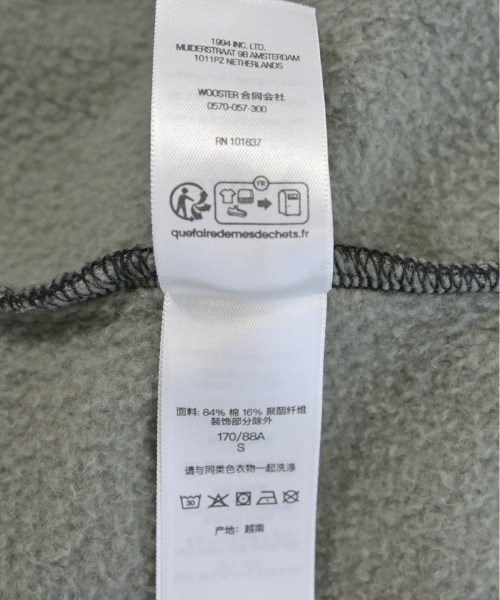 1994 INC. LTD.
MUIDERSTRAAT 9B AMSTERDAM
1011PZ NETHERLANDS
WOOSTER 合同会社
0570-057-300
RN 101837
FR
quefairedemesdechets.fr
面料: 84% 棉 16% 聚酯纤维
装饰部分除外
170/88A
S
请与同类色衣物一起洗涤
30
产地: 越南